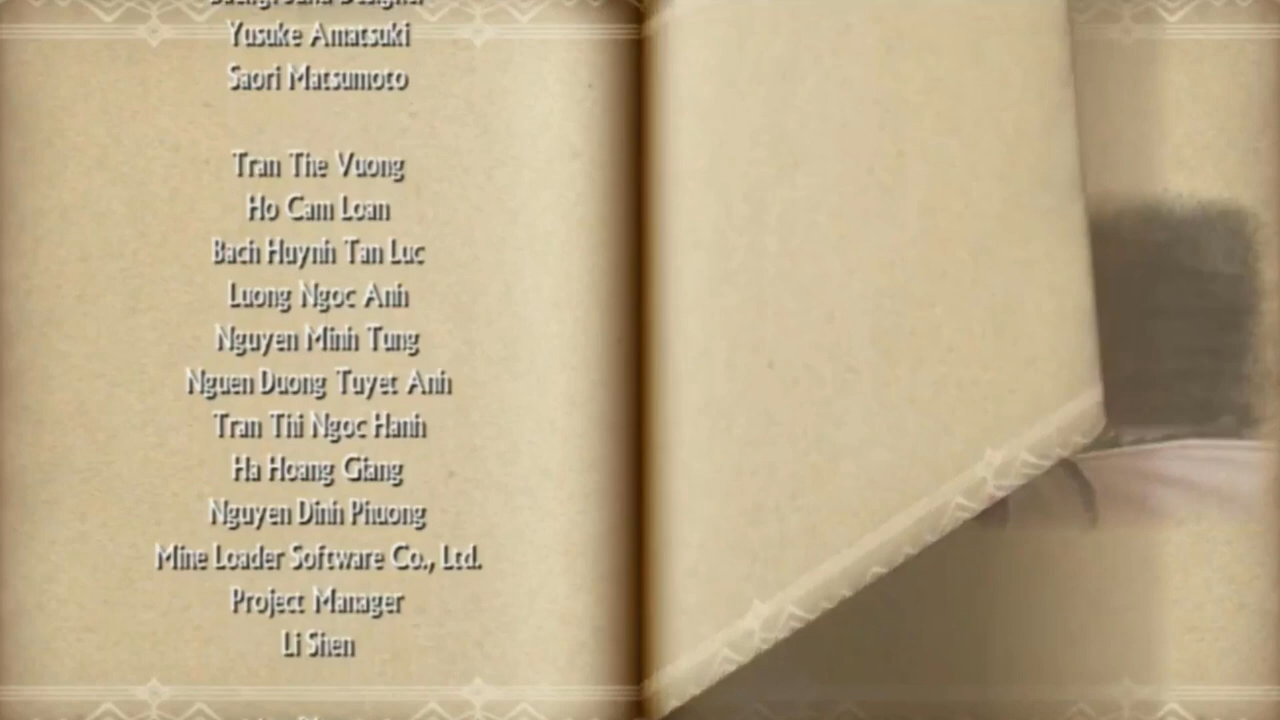 Background Designer
Yusuke Amatsuki
Saori Matsumoto
Tran The Vuong
Ho Cam Loan
Bach Huynh Tan Luc
Luong Ngoc Anh
Nguyen Minh Tung
Nguen Duong Tuyet Anh
Tran Thi Ngoc Hanh
Ha Hoang Giang
Nguyen Dinh Phuong
Mine Loader Software Co., Ltd.
Project Manager
Li Shen